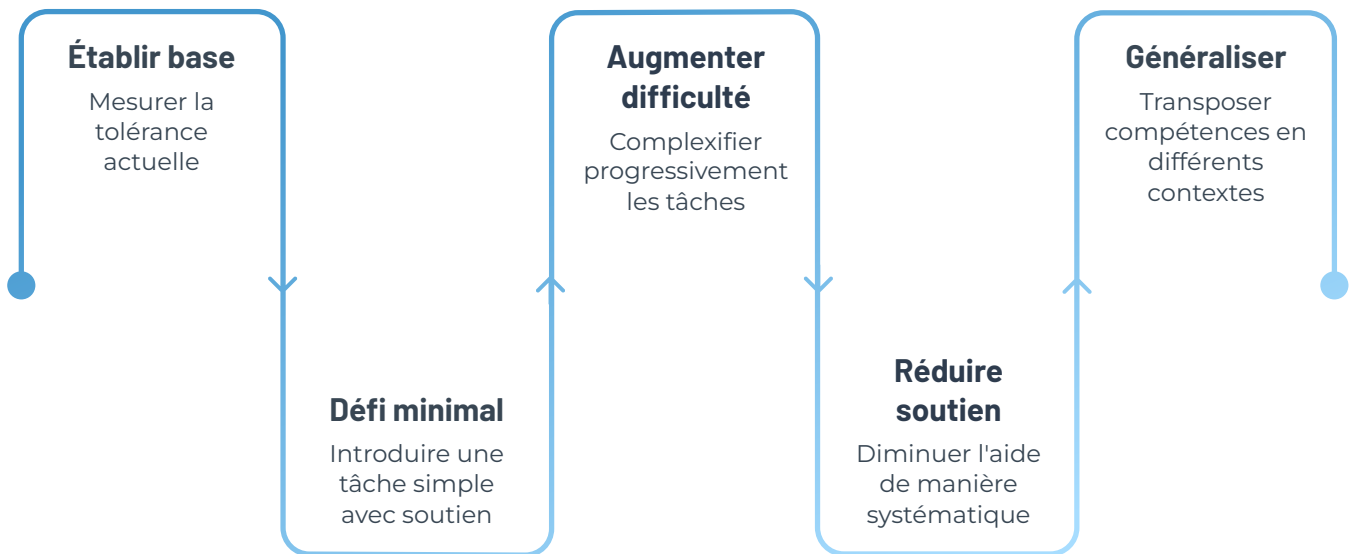 Établir base
Mesurer la
tolérance
actuelle
Défi minimal
Introduire une
tâche simple
avec soutien
Augmenter
difficulté
Complexifier
progressivement
les tâches
Réduire
soutien
Diminuer l'aide
de manière
systématique
Généraliser
Transposer
compétences en
différents
contextes